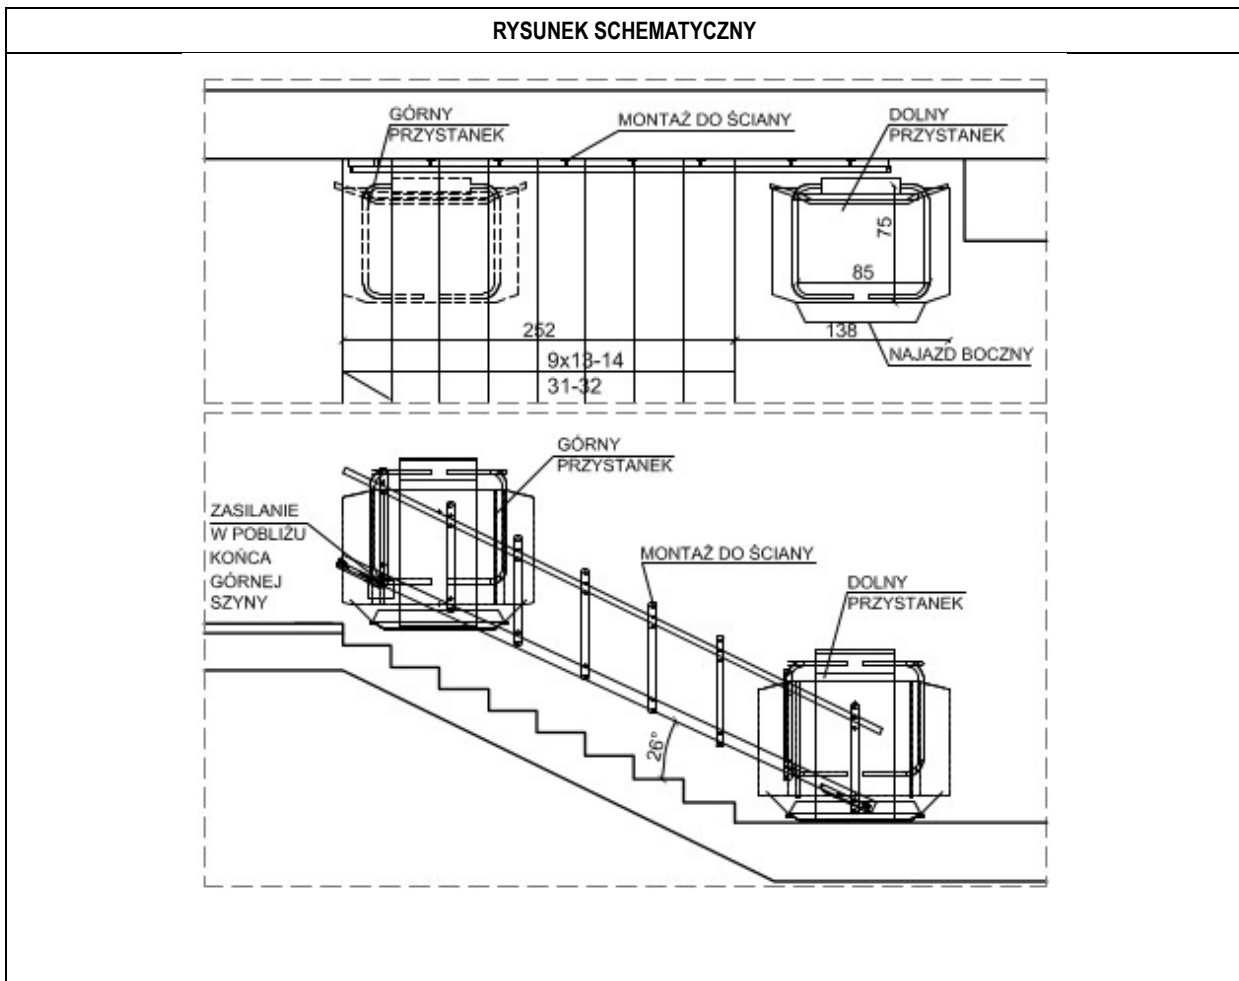 RYSUNEK SCHEMATYCZNY
GÓRNY
PRZYSTANEK
MONTAŻ DO ŚCIANY
DOLNY
PRZYSTANEK
75
85
252
138
9x13-14
31-32
NAJAZD BOCZNY
GÓRNY
PRZYSTANEK
ZASILANIE
W POBLIŻU
KOŃCA
GÓRNEJ
SZYNY
MONTAŻ DO ŚCIANY
DOLNY
PRZYSTANEK
26°